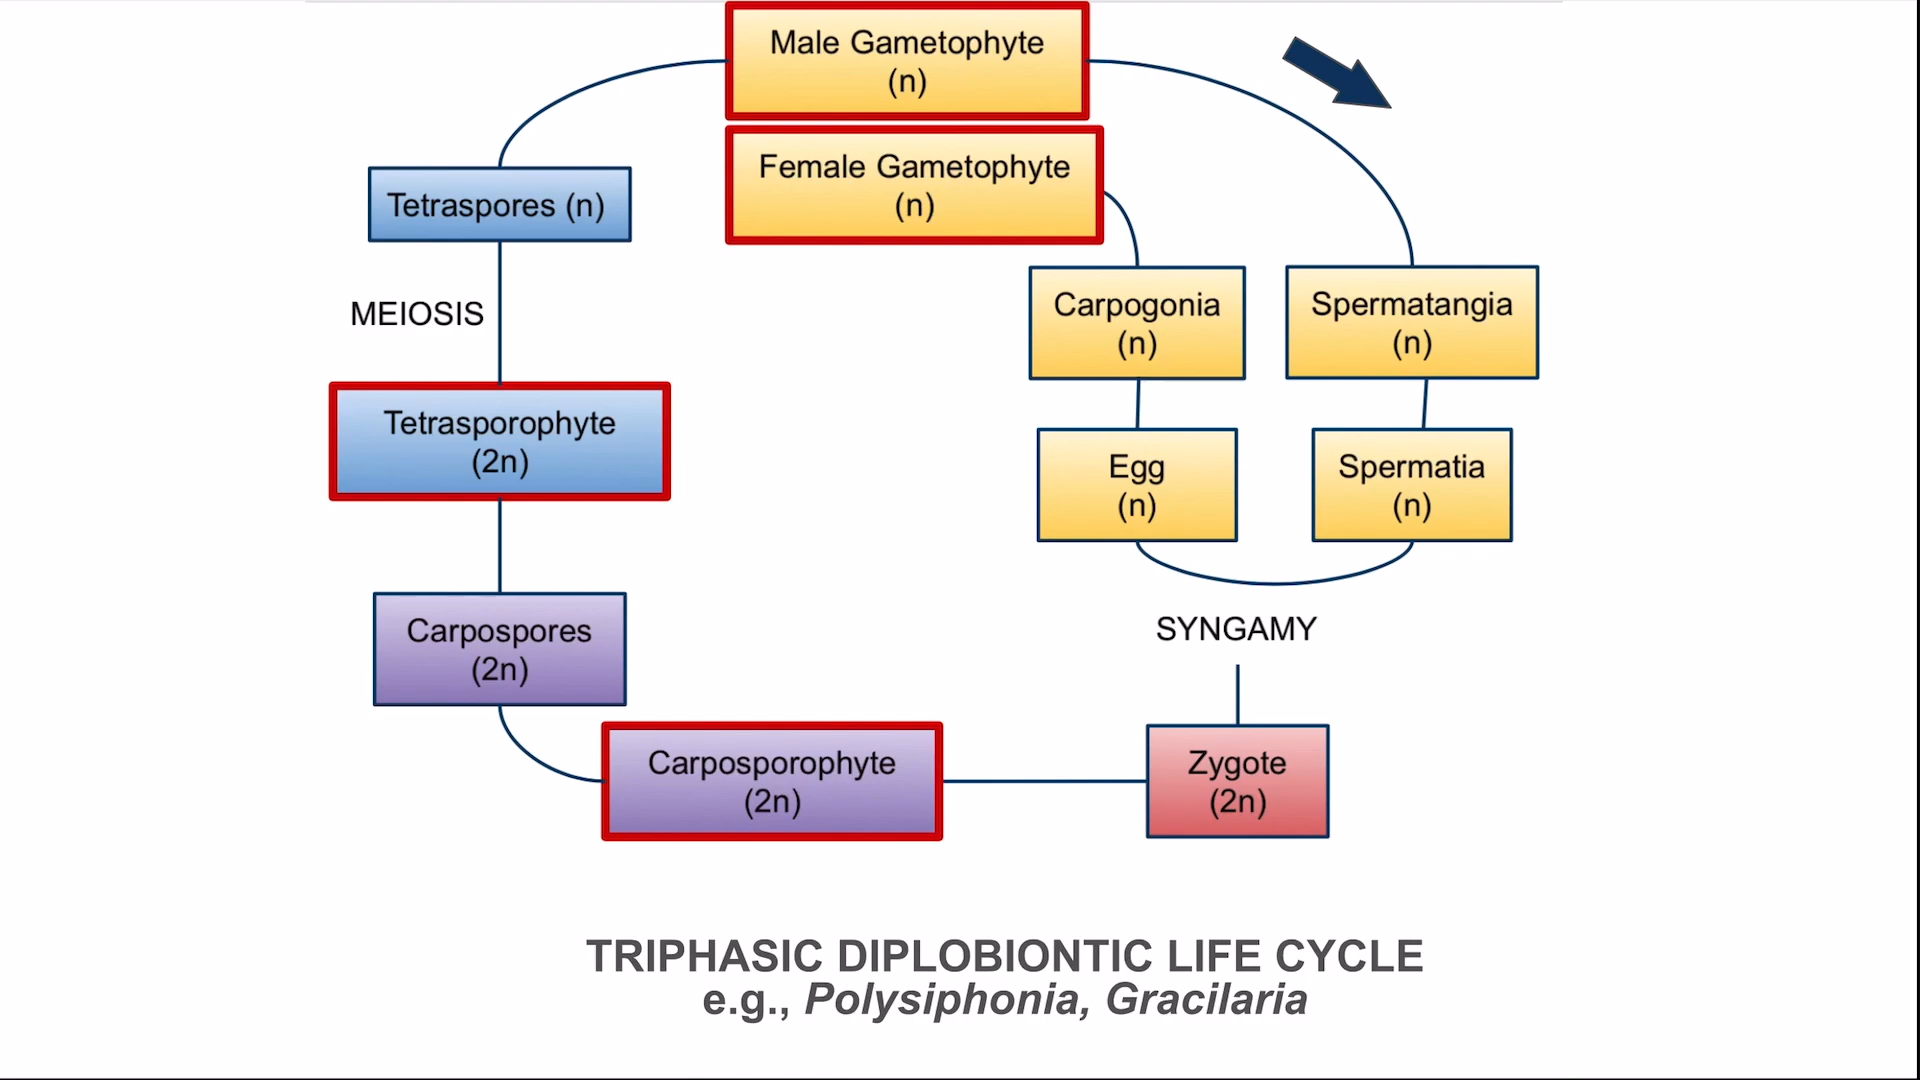 Male Gametophyte
(n)
Female Gametophyte
(n)
Tetraspores (n)
Carpogonia
(n)
Spermatangia
(n)
MEIOSIS
Tetrasporophyte
(2n)
Egg
(n)
Spermatia
(n)
Carpospores
(2n)
SYNGAMY
Carposporophyte
(2n)
Zygote
(2n)
TRIPHASIC DIPLOBIONTIC LIFE CYCLE
e.g., Polysiphonia, Gracilaria